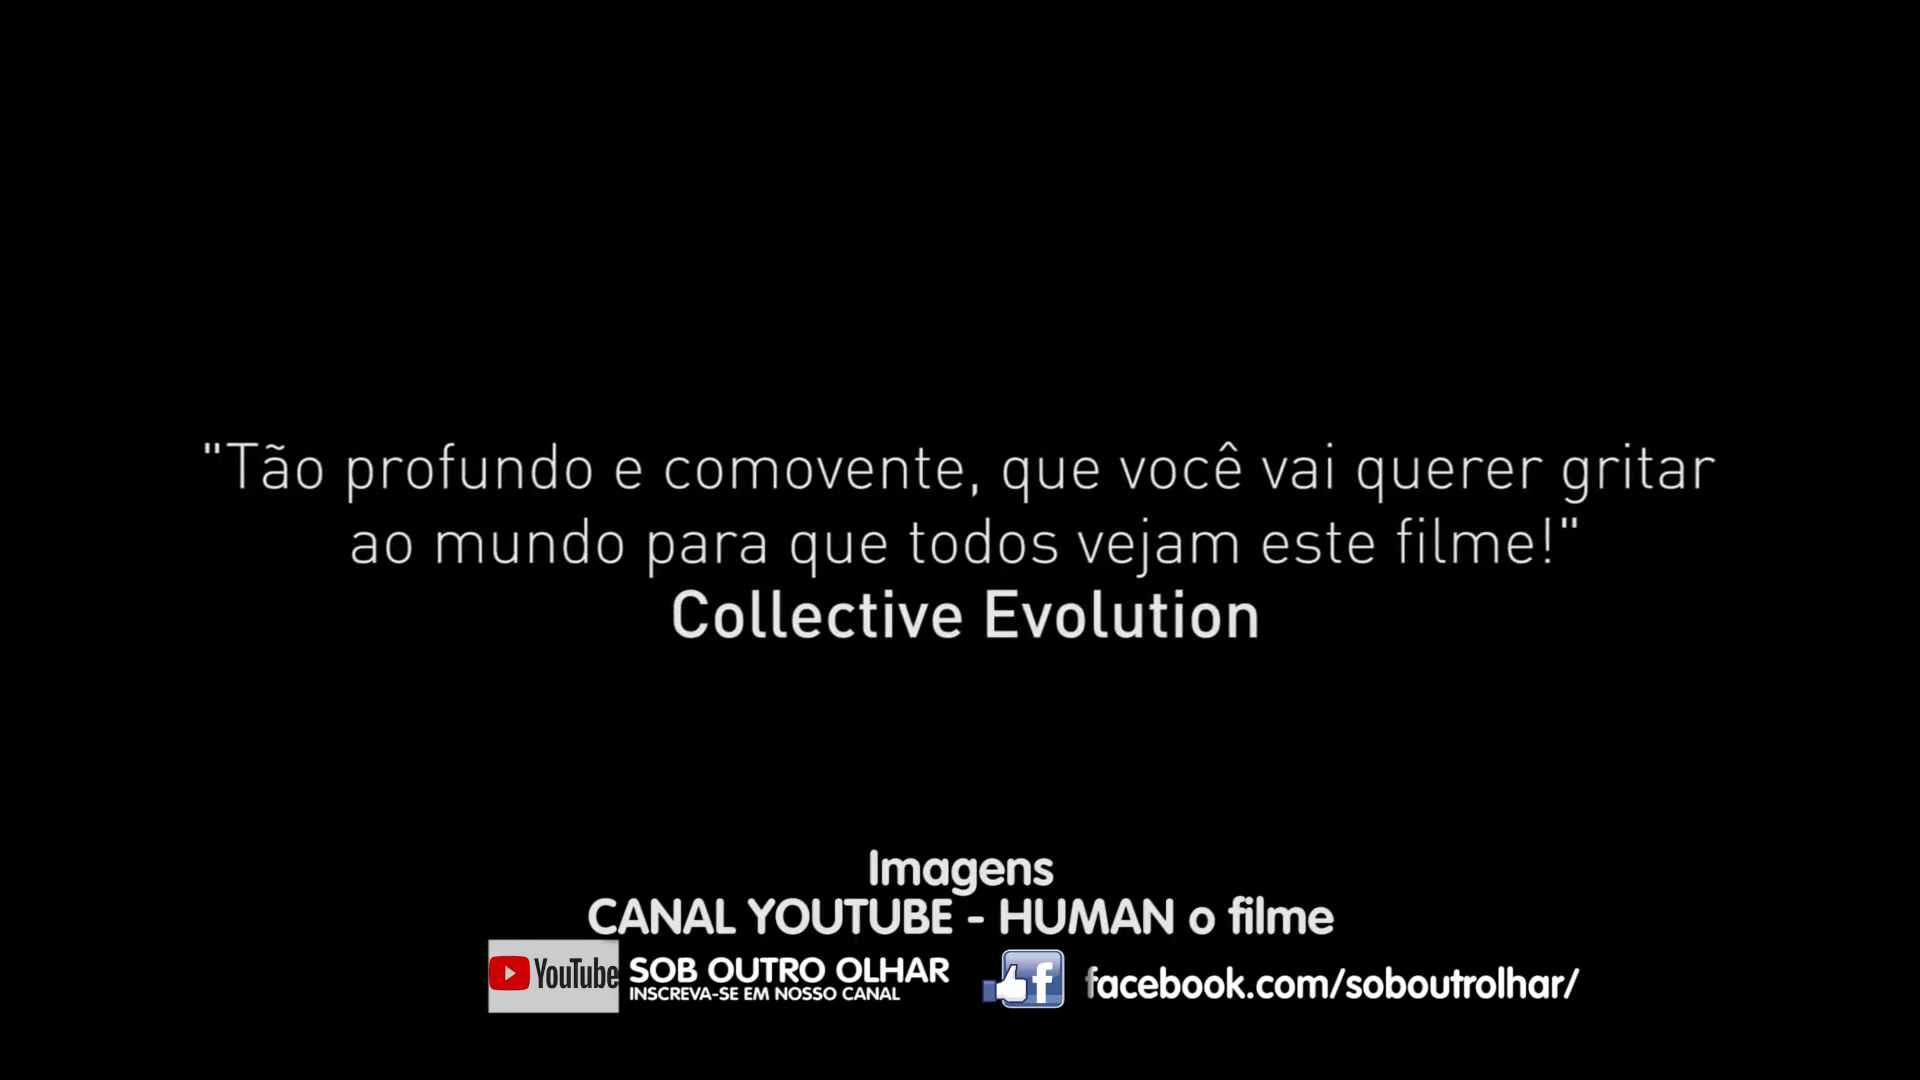 "Tão profundo e comovente, que você vai querer gritar
ao mundo para que todos vejam este filme!"
Collective Evolution
Imagens
CANAL YOUTUBE - HUMAN o filme
YouTube SOB OUTRO OLHAR
INSCREVA-SE EM NOSSO CANAL
f facebook.com/soboutrolhar/